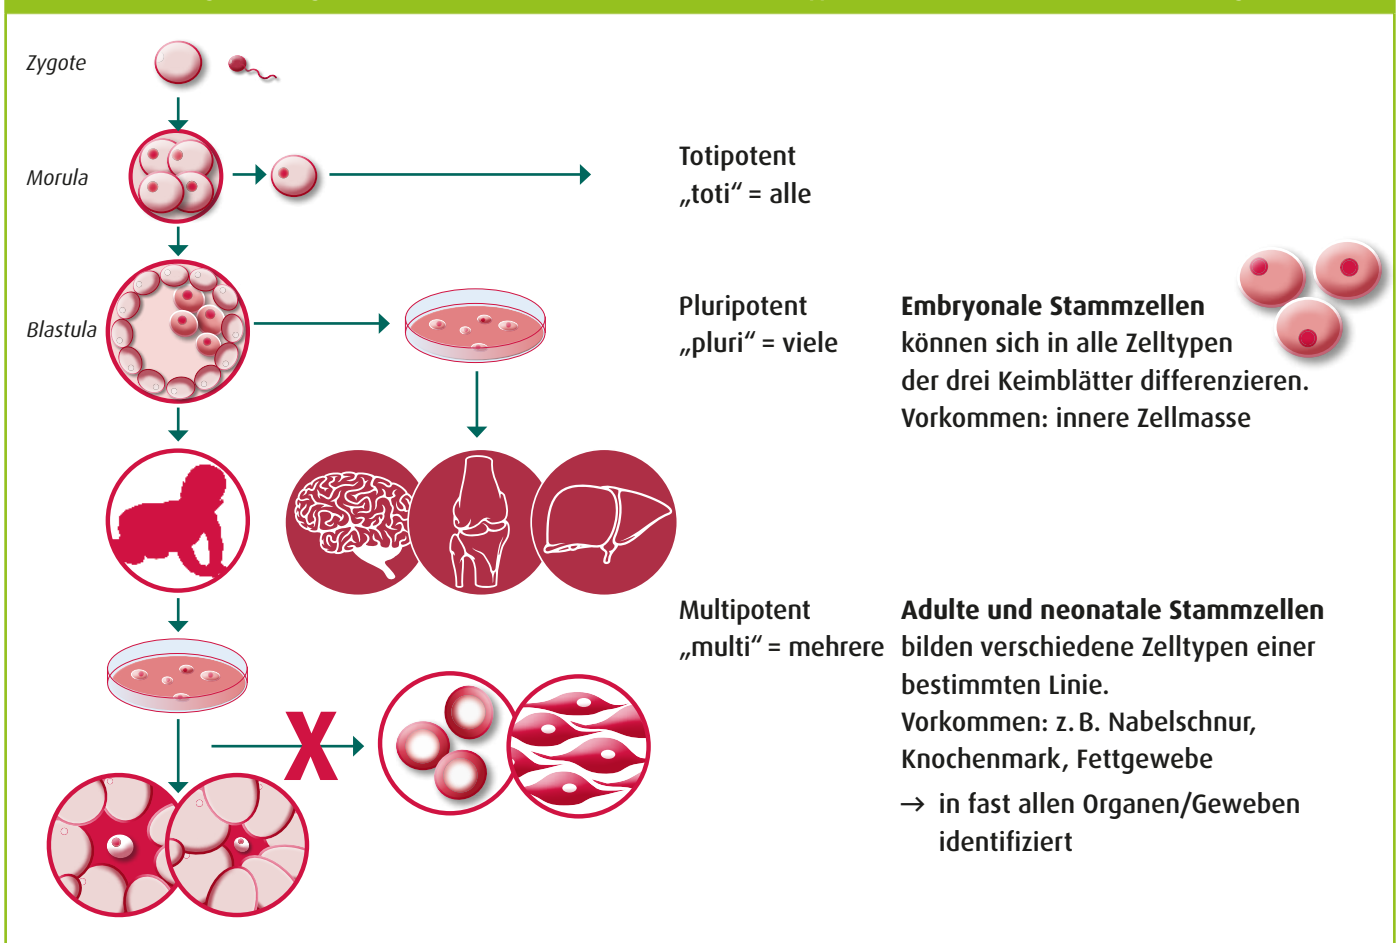 Zygote
Morula
Totipotent
„toti“ = alle
Blastula
Pluripotent
„pluri“ = viele
Embryonale Stammzellen
können sich in alle Zelltypen
der drei Keimblätter differenzieren.
Vorkommen: innere Zellmasse
X
Multipotent
„multi“ = mehrere
Adulte und neonatale Stammzellen
bilden verschiedene Zelltypen einer
bestimmten Linie.
Vorkommen: z. B. Nabelschnur,
Knochenmark, Fettgewebe
→ in fast allen Organen/Geweben
identifiziert